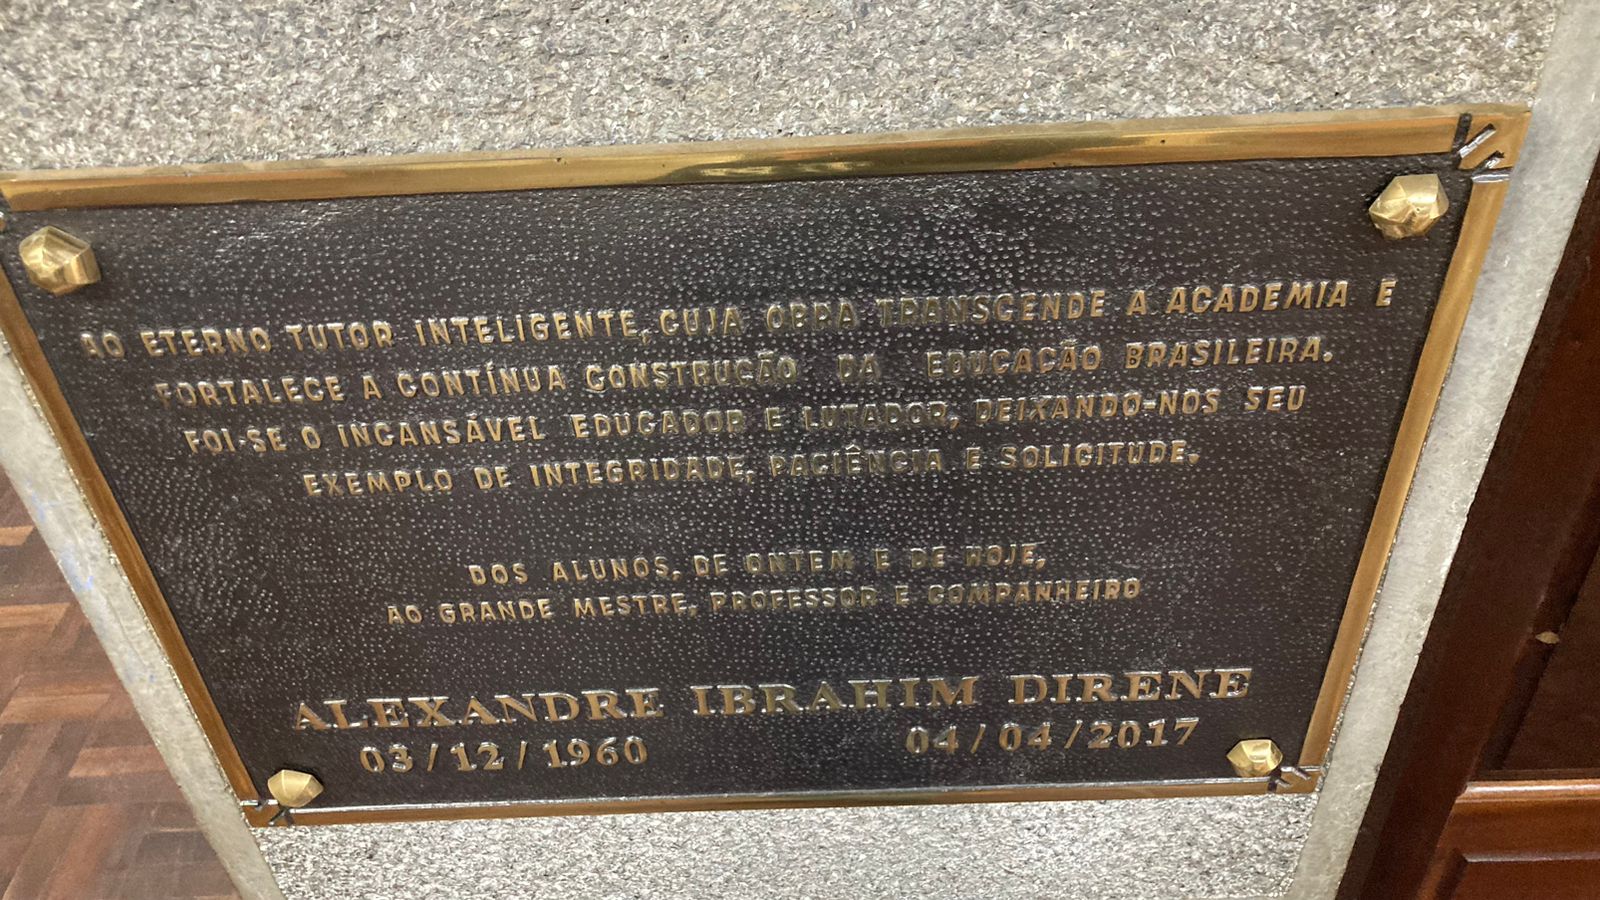 AO ETERNO TUTOR INTELIGENTE, CUJA OBRA TRANSCENDE A ACADEMIA E
FORTALECE A CONTÍNUA CONSTRUÇÃO DA EDUCAÇÃO BRASILEIRA.
FOI-SE O INCANSÁVEL EDUCADOR E LUTADOR, DEIXANDO-NOS SEU
EXEMPLO DE INTEGRIDADE, PACIÊNCIA E SOLICITUDE.
DOS ALUNOS, DE ONTEM E DE HOJE,
AO GRANDE MESTRE, PROFESSOR E COMPANHEIRO
ALEXANDRE IBRAHIM DIRENE
03/12/1960 04/04/2017